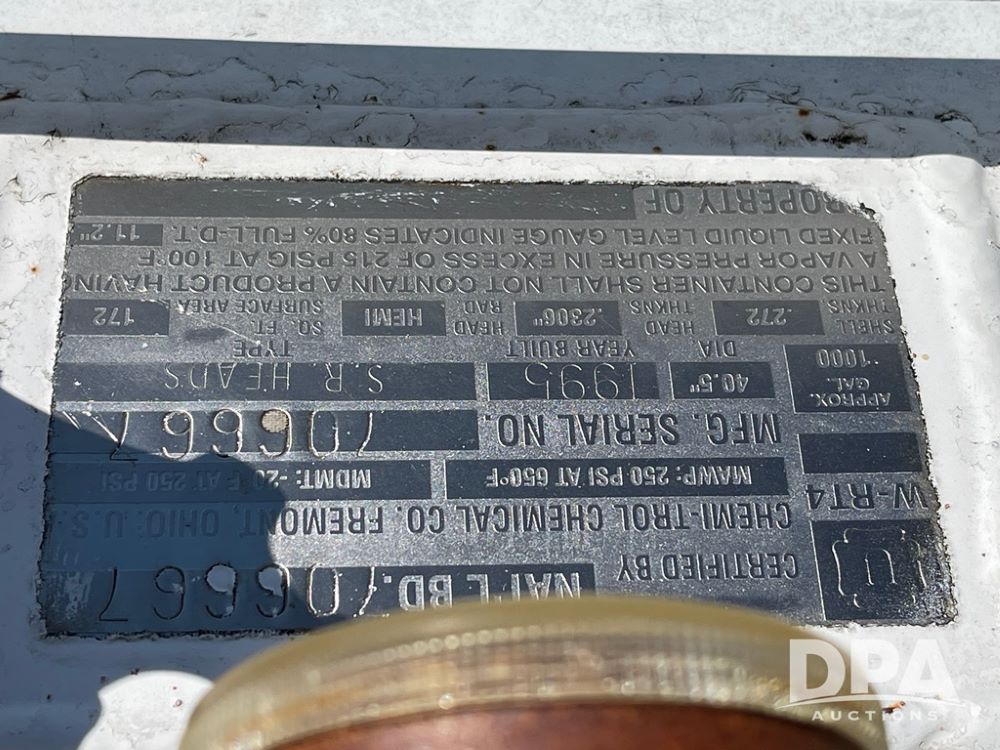 NAT'L BD.
U
CERTIFIED BY
CHEMI-TROL CHEMICAL CO. FREMONT, OHIO; U.S.
W-RT4
MAWP: 250 PSI AT 650°F MDMT: -20°F AT 250 PSI
MFG. SERIAL NO.
APPROX. GAL. 1000
40.5" 1995 S.R. HEADS
DIA YEAR BUILT TYPE
SHELL THKNS .272 HEAD THKNS .2306" HEAD RAD HEMI SQ. FT. SURFACE AREA 172
THIS CONTAINER SHALL NOT CONTAIN A PRODUCT HAVING
A VAPOR PRESSURE IN EXCESS OF 215 PSIG AT 100°F
FIXED LIQUID LEVEL GAUGE INDICATES 80% FULL-D.T. 11.2"
PROPERTY OF
DPA
AUCTIONS